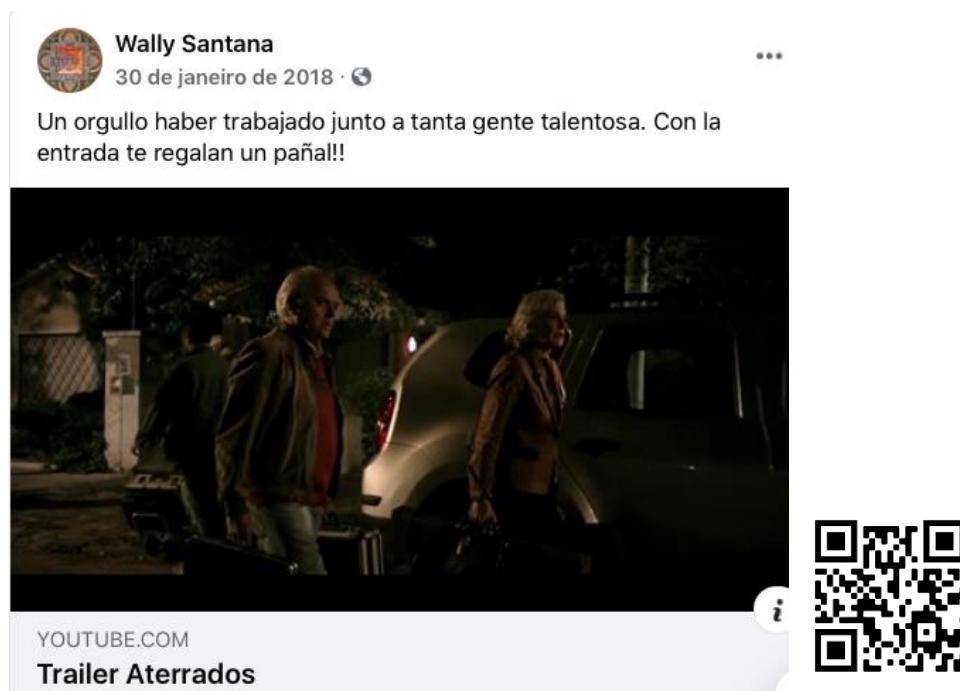 Wally Santana
30 de janeiro de 2018 ·
Un orgullo haber trabajado junto a tanta gente talentosa. Con la
entrada te regalan un pañal!!
i
YOUTUBE.COM
Trailer Aterrados